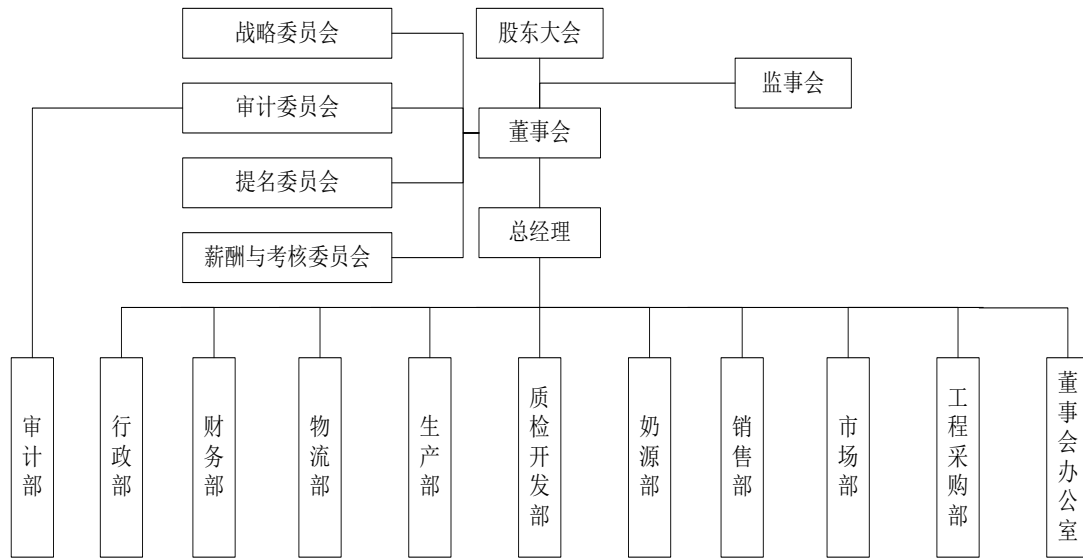 战略委员会
股东大会
监事会
审计委员会
董事会
提名委员会
总经理
薪酬与考核委员会
审计部
行政部
财务部
物流部
生产部
质检开发部
奶源部
销售部
市场部
工程采购部
董事会办公室